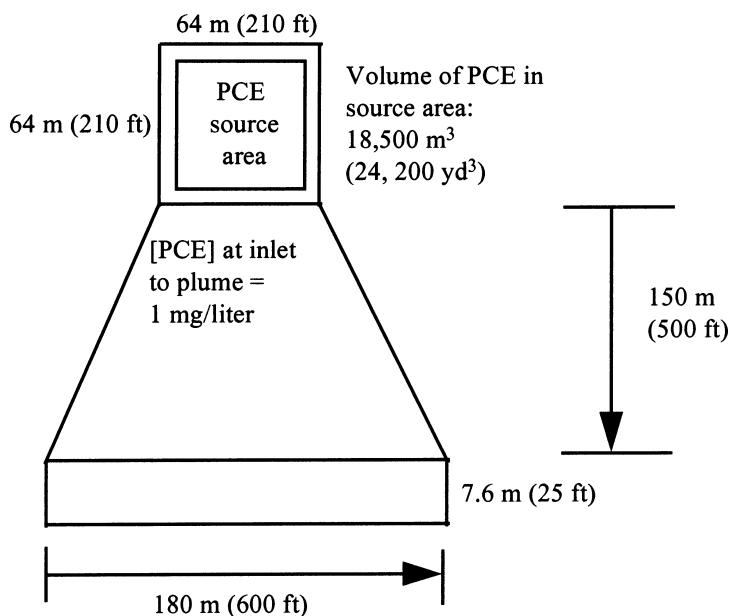 64 m (210 ft)
PCE
source
area
64 m (210 ft)
Volume of PCE in
source area:
18,500 m³
(24, 200 yd³)
[PCE] at inlet
to plume =
1 mg/liter
150 m
(500 ft)
7.6 m (25 ft)
180 m (600 ft)